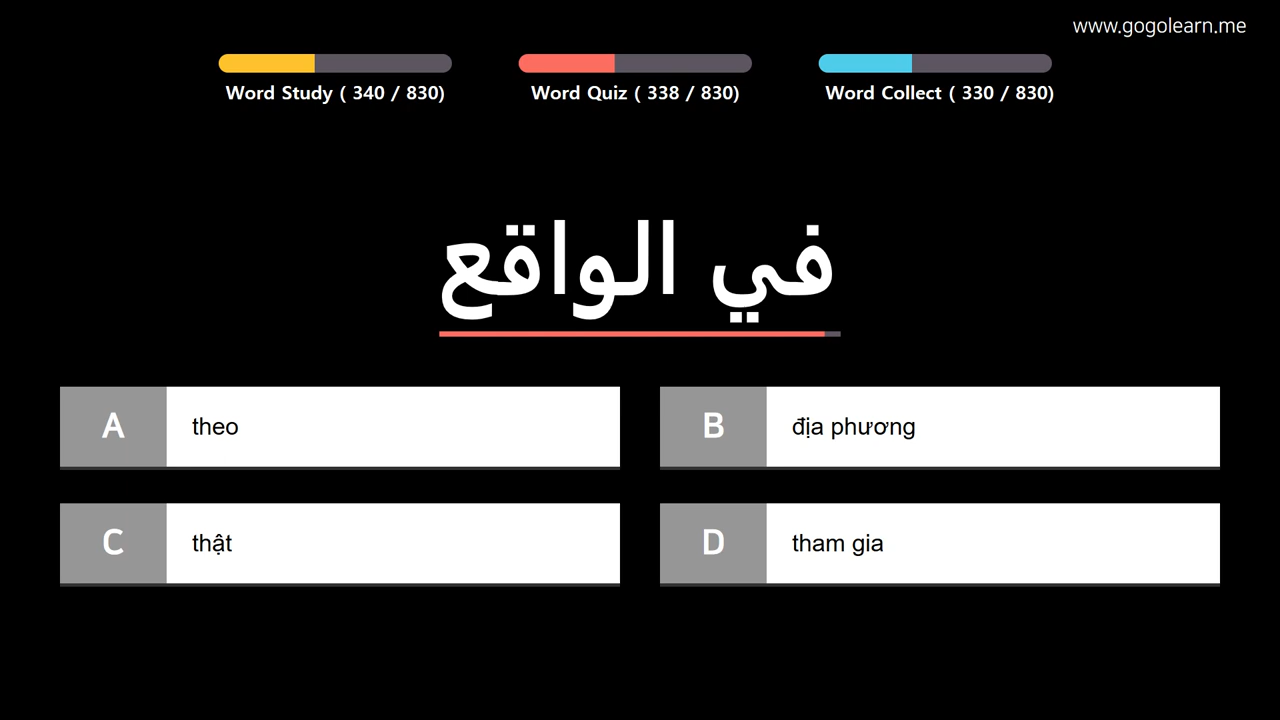 www.gogolearn.me
Word Study ( 340 / 830)
Word Quiz ( 338 / 830)
Word Collect ( 330 / 830)
في الواقع
A theo
B địa phương
C thật
D tham gia